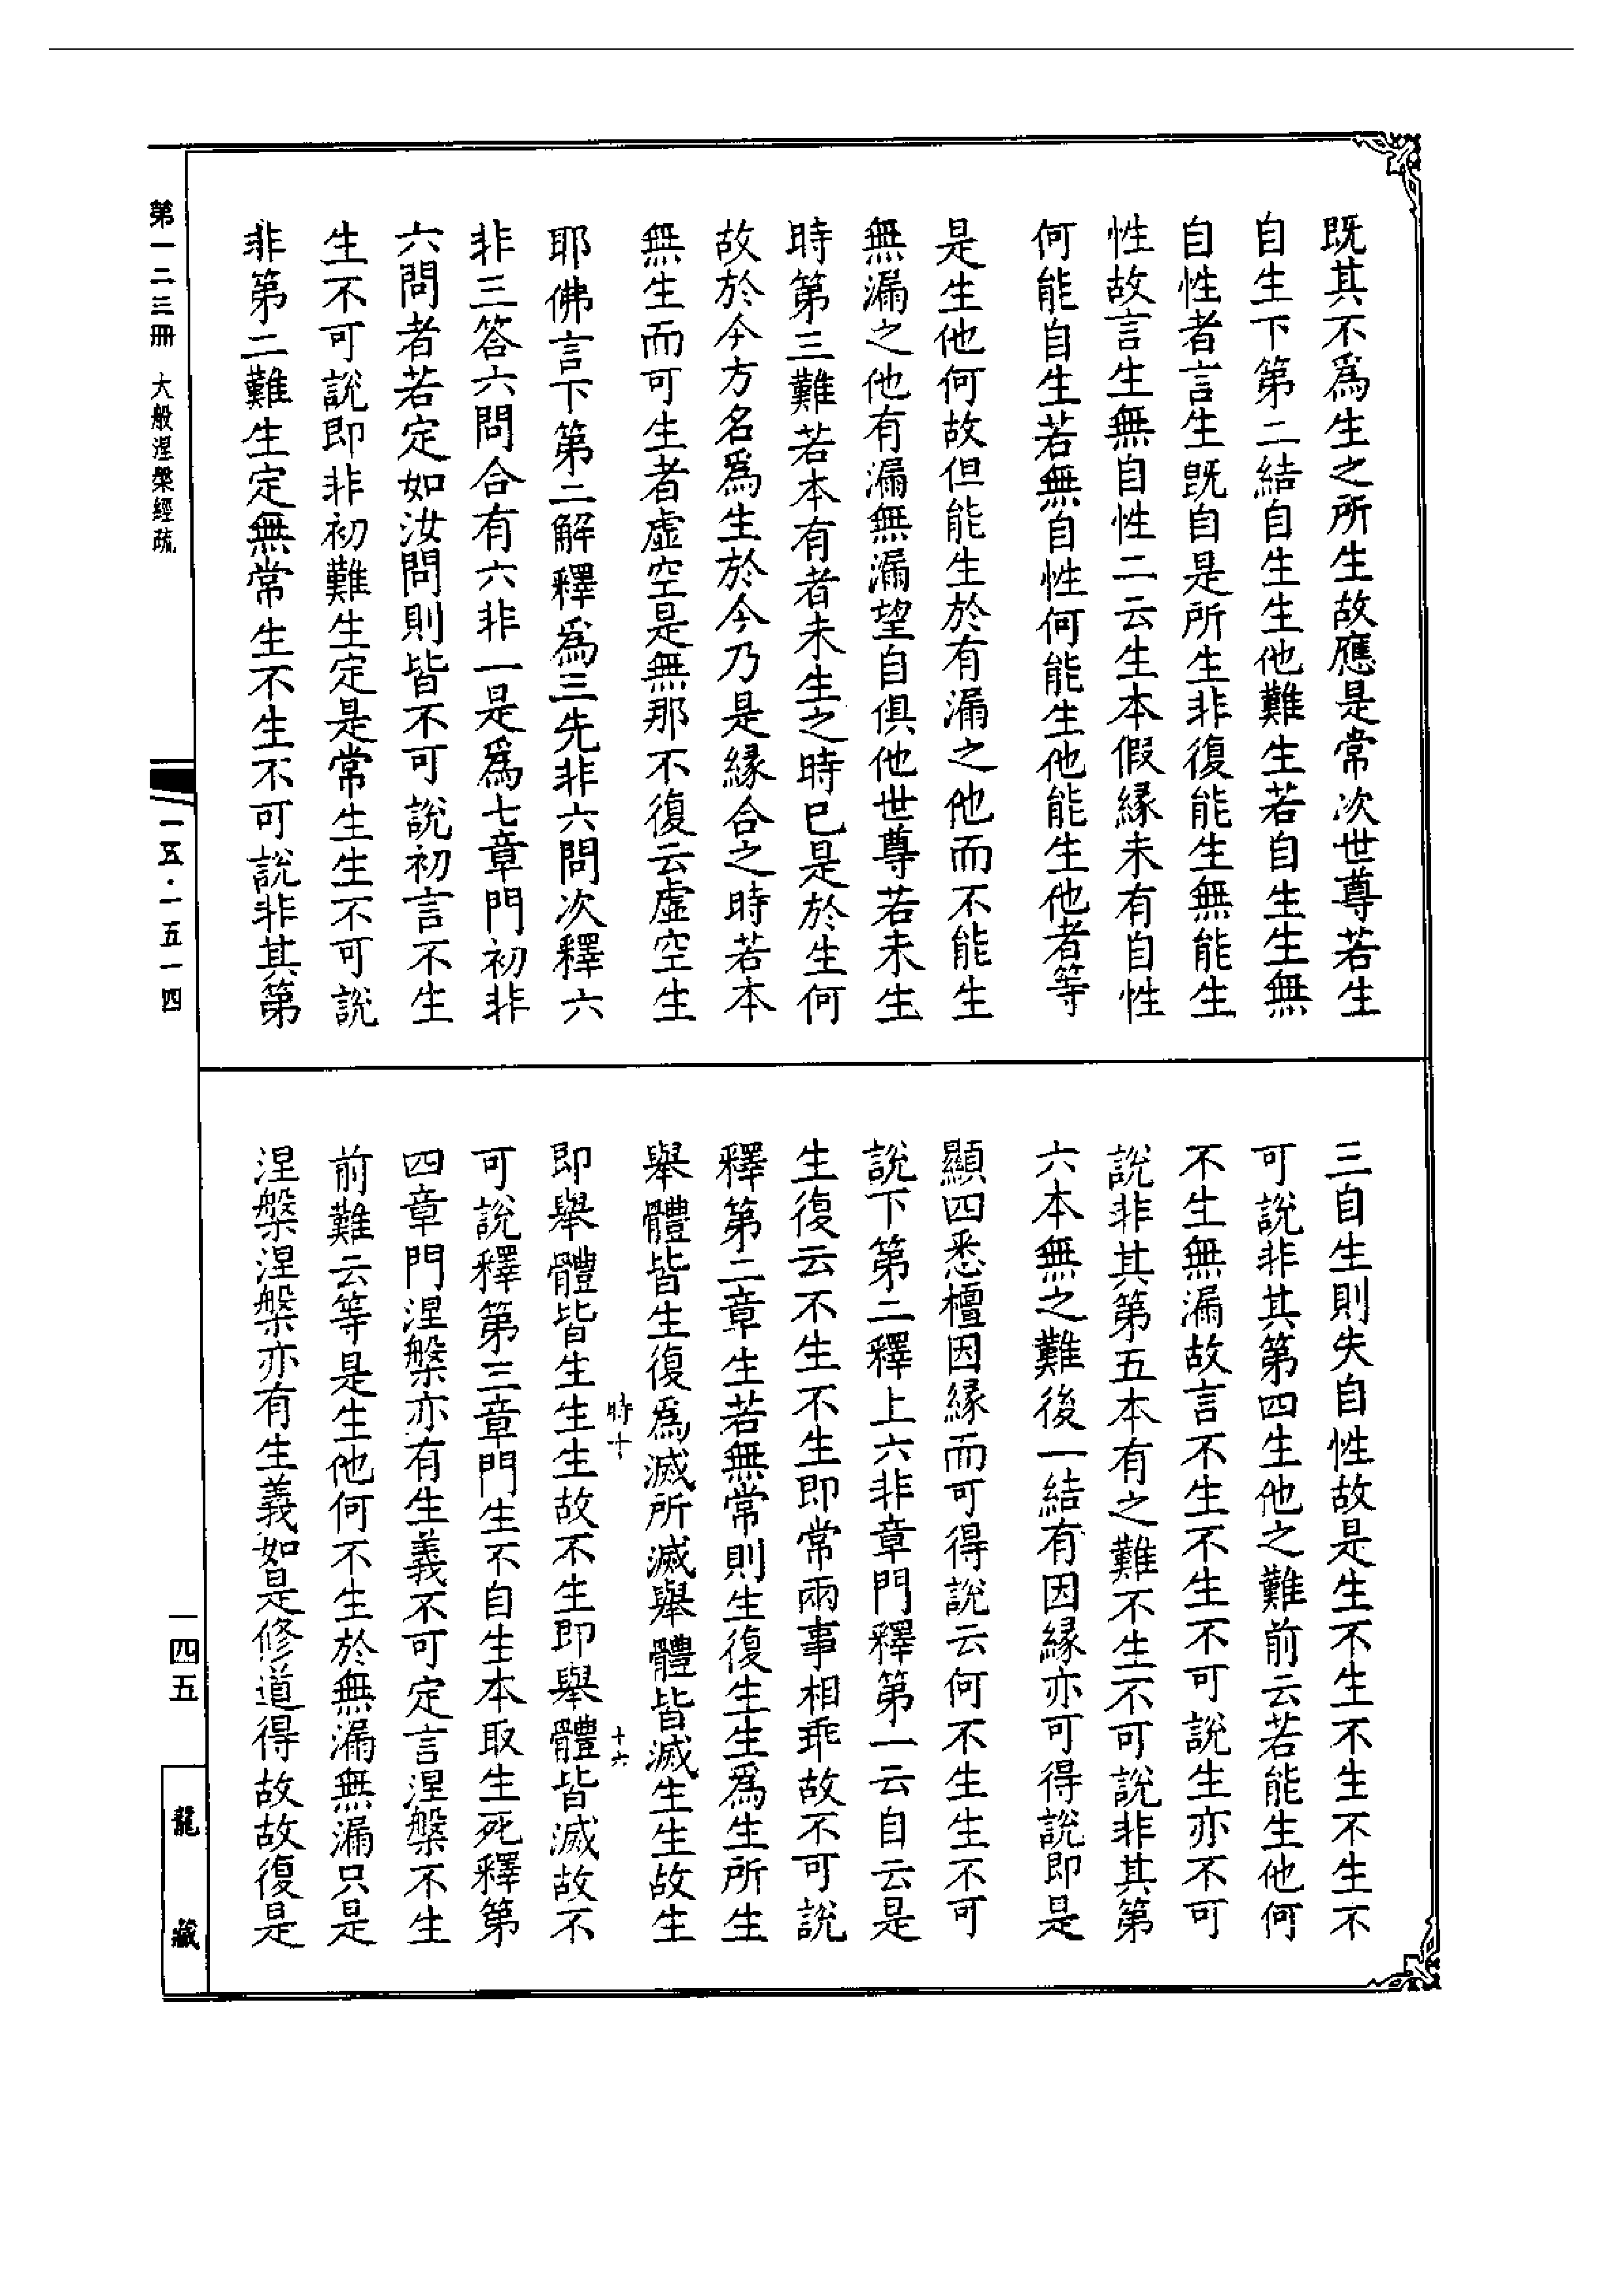 既其不爲生之所生故應是常次世尊若生
自生下第二結自生生他難生若自生生無
自性者言生旣自是所生非復能生無能生
性故言生無自性二云生本假緣未有自性
何能自生若無自性何能生他能生他者等
是生他何故但能生於有漏之他而不能生
無漏之他有漏無漏望自俱他世尊若未生
時第三難若本有者未生之時已是於生何
故於今方名爲生於今乃是緣合之時若本
無生而可生者虛空是無那不復云虛空生
耶佛言下第二解釋爲三先非六問次釋六
非三答六問合有六非一是爲七章門初非
六問者若定如汝問則皆不可說初言不生
生不可說即非初難生定是常生生不可說
非第二難生定無常生不生不可說非其第
三自生則失自性故是生不生不生不生不
可說非其第四生他之難前云若能生他何
不生無漏故言不生不生不可說生亦不可
說非其第五本有之難不生不可說非其第
六本無之難後一結有因緣亦可得說即是
顯四悉檀因緣而可得說云何不生生不可
說下第二釋上六非章門釋第一云自云是
生復云不生不生即常兩事相乖故不可說
釋第二章生若無常則生復生生爲生所生
舉體皆生復爲滅所滅舉體皆滅生生故生
時十
十六
即舉體皆生生生故不生即舉體皆滅故不
可說釋第三章門生不自生本取生死釋第
四章門涅槃亦有生義不可定言涅槃不生
前難云等是生他何不生於無漏無漏只是
涅槃涅槃亦有生義如是修道得故故復是
第一二三冊 大般涅槃經疏
一五·一五一四
一四五
龍藏